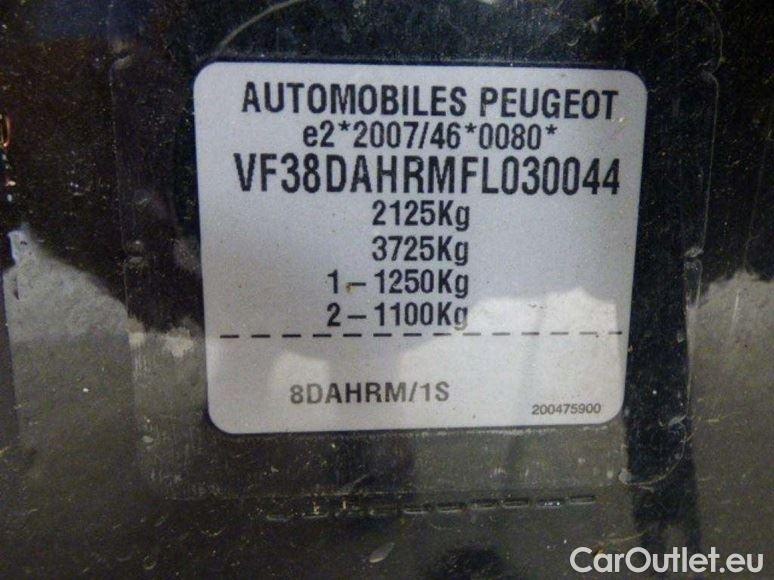 AUTOMOBILES PEUGEOT
e2*2007/46*0080*
VF38DAHRMFL030044
2125Kg
3725Kg
1-1250Kg
2-1100Kg
8DAHRM/1S
200475900
CarOutlet.eu